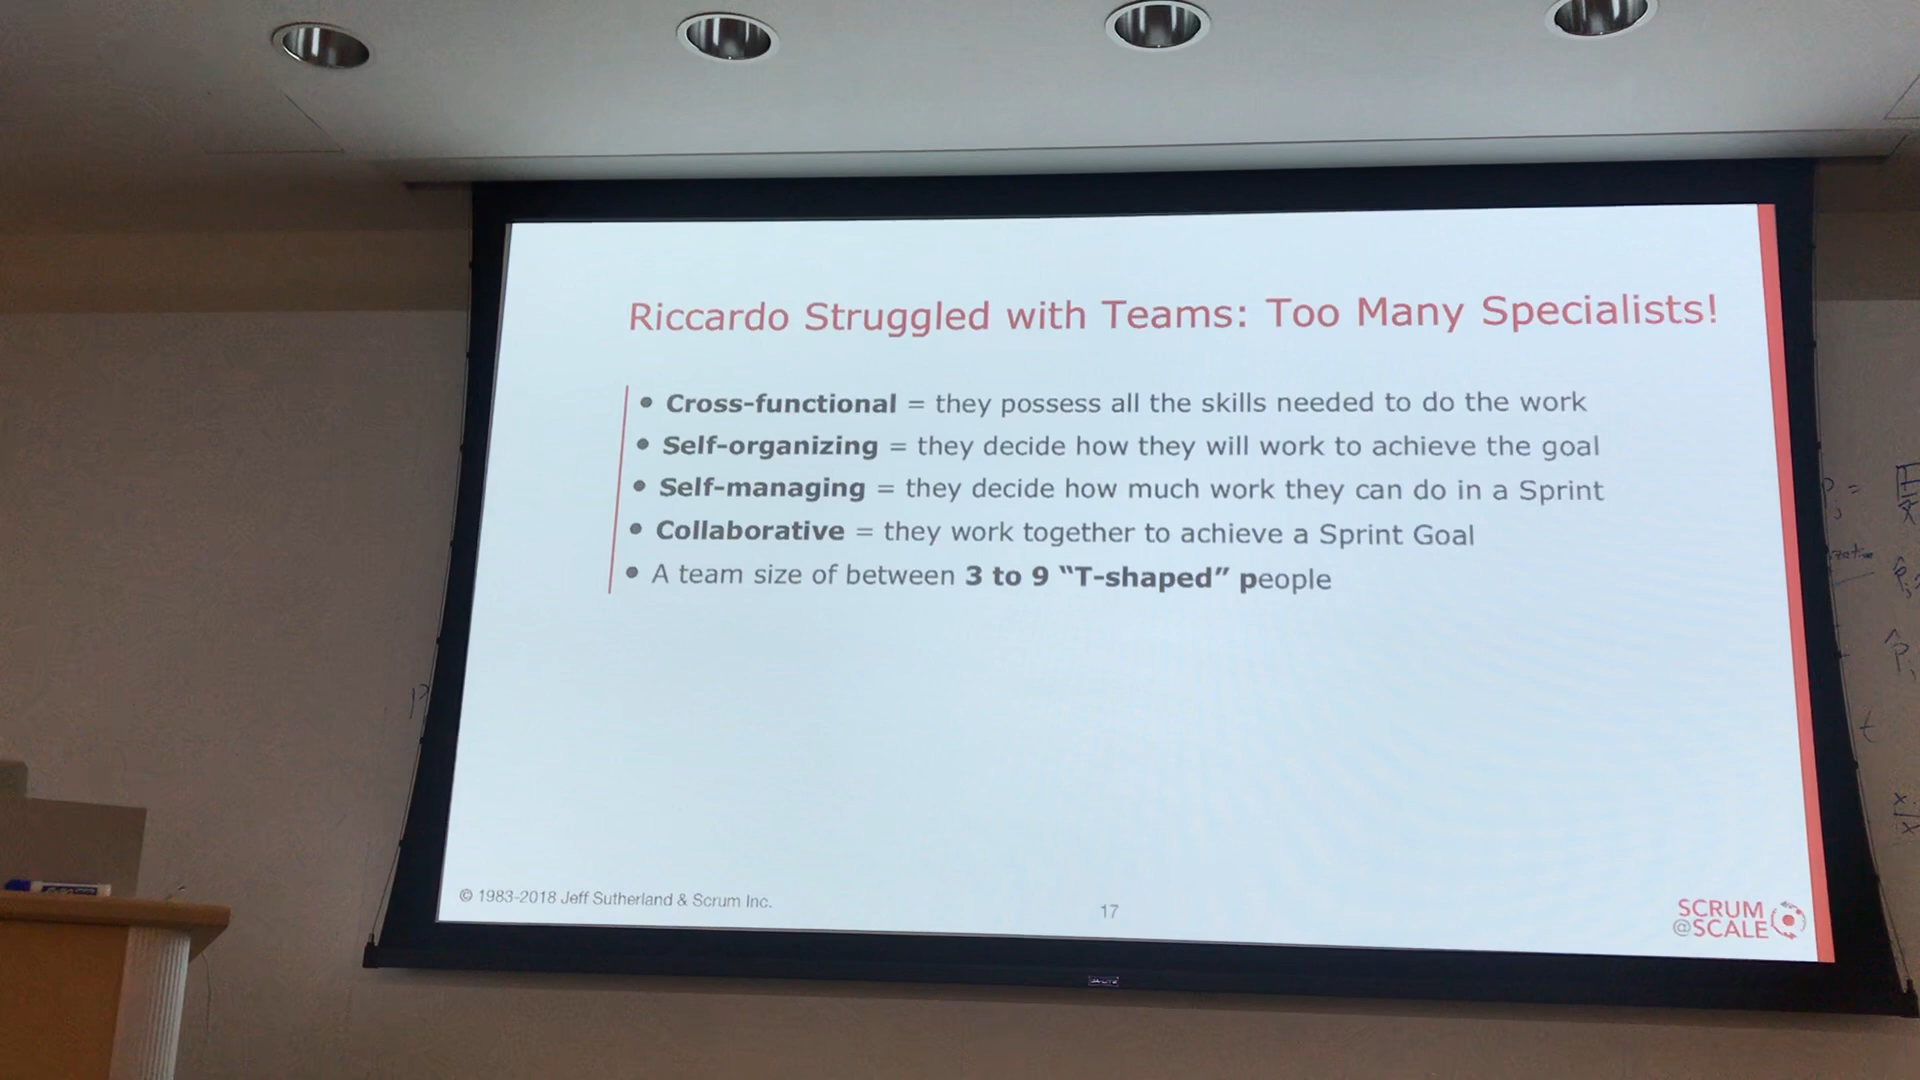 Riccardo Struggled with Teams: Too Many Specialists!
• Cross-functional = they possess all the skills needed to do the work
• Self-organizing = they decide how they will work to achieve the goal
• Self-managing = they decide how much work they can do in a Sprint
• Collaborative = they work together to achieve a Sprint Goal
• A team size of between 3 to 9 “T-shaped” people
© 1983-2018 Jeff Sutherland & Scrum Inc.
17
SCRUM
@SCALE